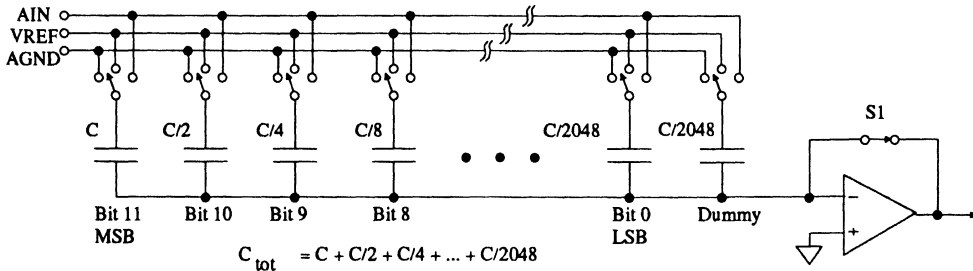 AIN
VREF
AGND
C C/2 C/4 C/8 C/2048 C/2048 S1
Bit 11 Bit 10 Bit 9 Bit 8 Bit 0 Dummy
MSB LSB
− +
C tot = C + C/2 + C/4 + ... + C/2048